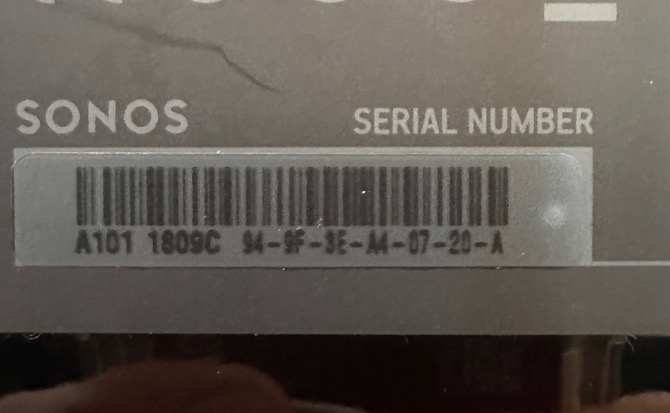 SONOS SERIAL NUMBER
A101 1809C 94-9F-3E-A4-07-20-A